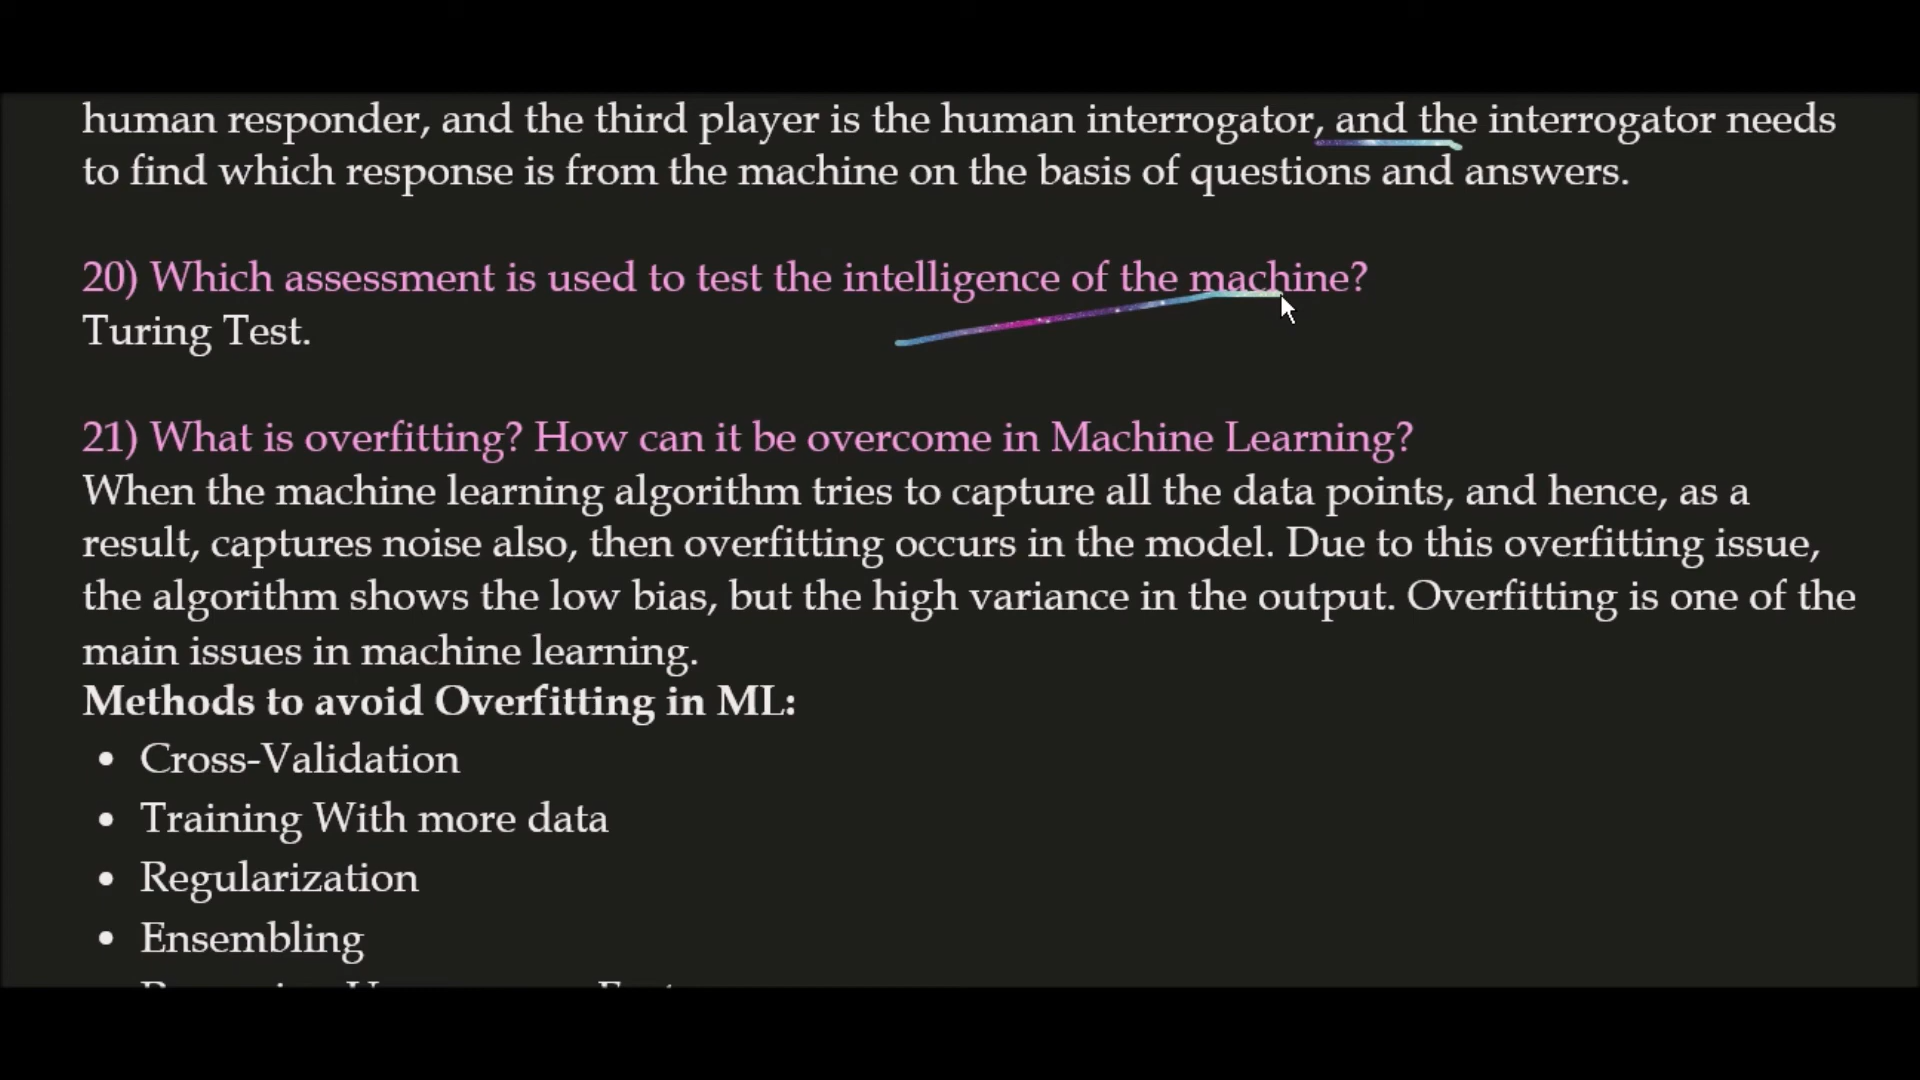 human responder, and the third player is the human interrogator, and the interrogator needs
to find which response is from the machine on the basis of questions and answers.
20) Which assessment is used to test the intelligence of the machine?
Turing Test.
21) What is overfitting? How can it be overcome in Machine Learning?
When the machine learning algorithm tries to capture all the data points, and hence, as a
result, captures noise also, then overfitting occurs in the model. Due to this overfitting issue,
the algorithm shows the low bias, but the high variance in the output. Overfitting is one of the
main issues in machine learning.
Methods to avoid Overfitting in ML:
• Cross-Validation
• Training With more data
• Regularization
• Ensembling